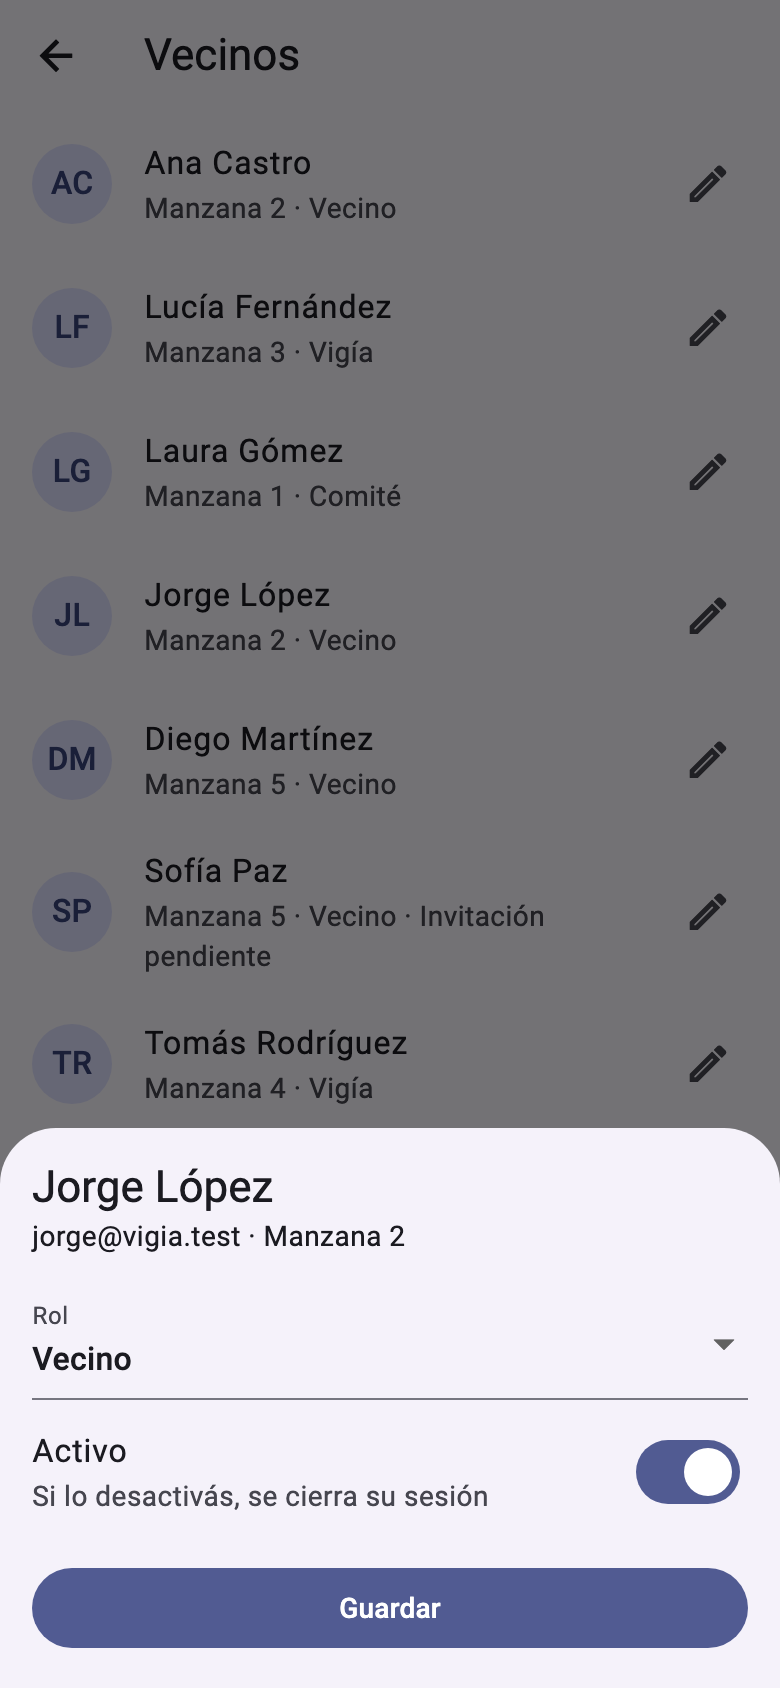 Vecinos
AC
Ana Castro
Manzana 2 · Vecino
LF
Lucía Fernández
Manzana 3 · Vigía
LG
Laura Gómez
Manzana 1 · Comité
JL
Jorge López
Manzana 2 · Vecino
DM
Diego Martínez
Manzana 5 · Vecino
SP
Sofía Paz
Manzana 5 · Vecino · Invitación
pendiente
TR
Tomás Rodríguez
Manzana 4 · Vigía
Jorge López
jorge@vigia.test · Manzana 2
Rol
Vecino
Activo
Si lo desactivás, se cierra su sesión
Guardar